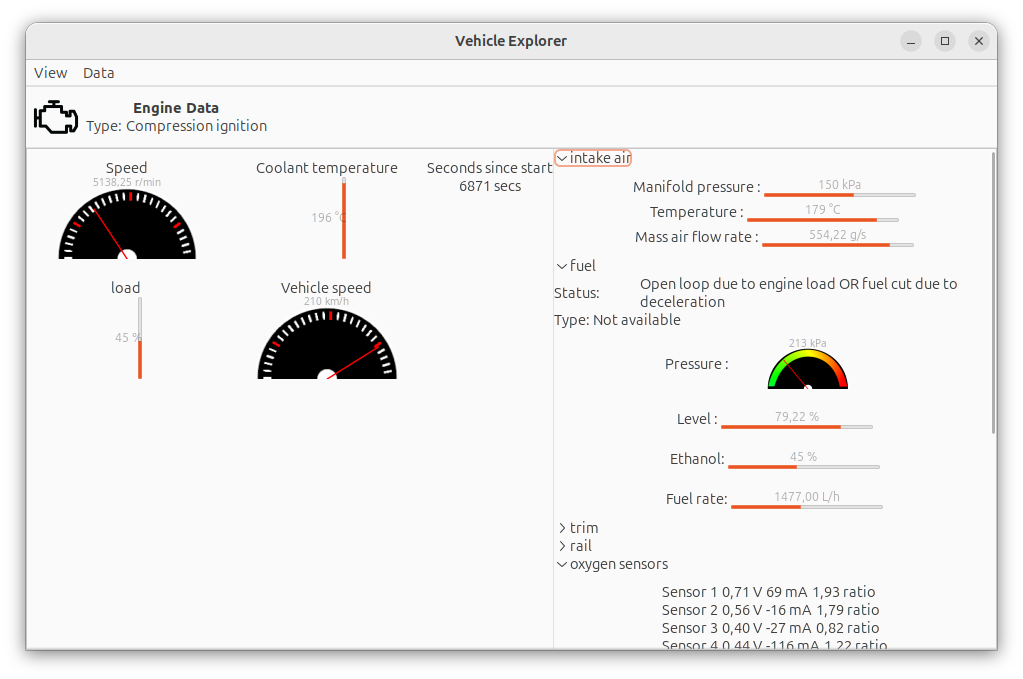 Vehicle Explorer
View Data
Engine Data
Type: Compression ignition
Speed
5138,25 r/min
Coolant temperature
196 °C
Seconds since start
6871 secs
load
45 %
Vehicle speed
210 km/h
intake air
Manifold pressure : 150 kPa
Temperature : 179 °C
Mass air flow rate : 554,22 g/s
fuel
Status: Open loop due to engine load OR fuel cut due to
deceleration
Type: Not available
Pressure : 213 kPa
Level : 79,22 %
Ethanol: 45 %
Fuel rate: 1477,00 L/h
trim
rail
oxygen sensors
Sensor 1 0,71 V 69 mA 1,93 ratio
Sensor 2 0,56 V -16 mA 1,79 ratio
Sensor 3 0,40 V -27 mA 0,82 ratio
Sensor 4 0,44 V -116 mA 1,22 ratio